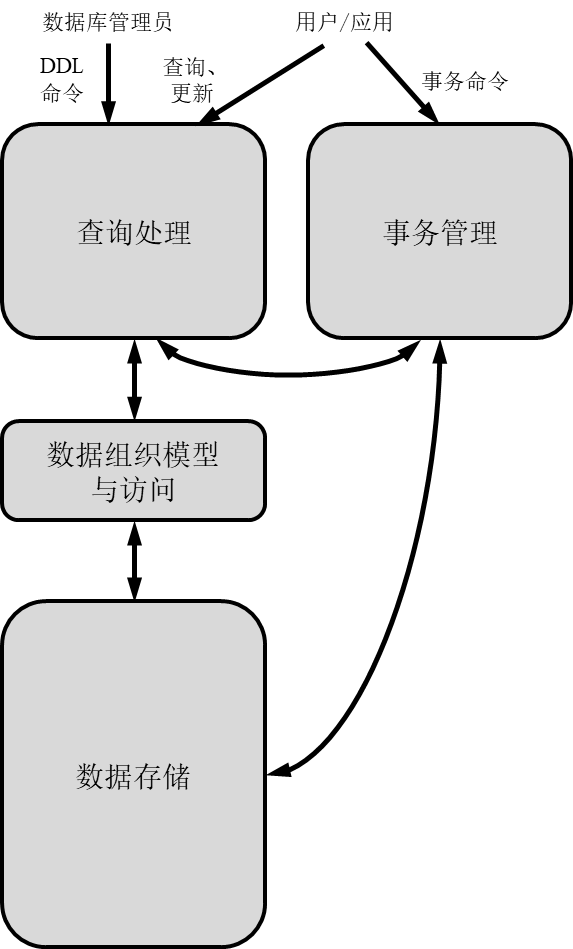 数据库管理员
用户/应用
DDL
命令
查询、
更新
事务命令
查询处理
事务管理
数据组织模型
与访问
数据存储